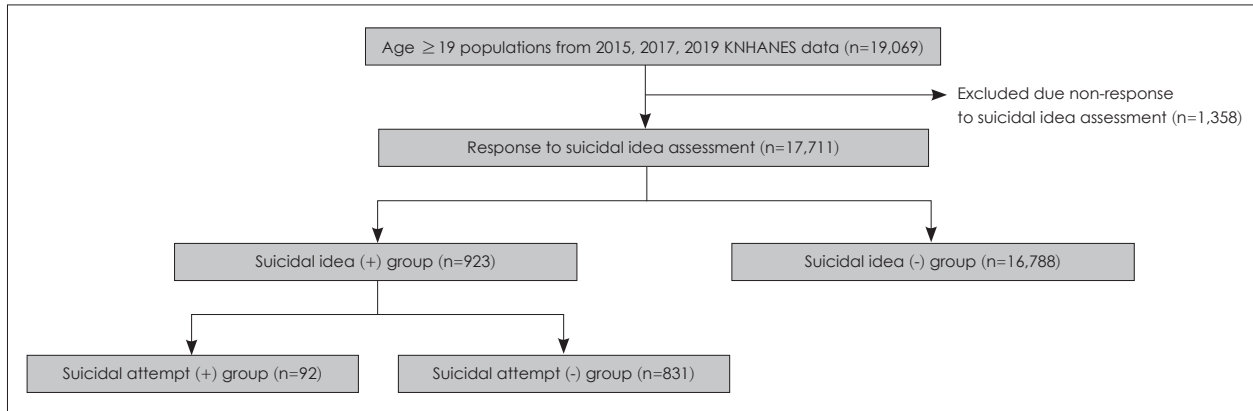 Age ≥19 populations from 2015, 2017, 2019 KNHANES data (n=19,069)
Excluded due non-response
to suicidal idea assessment (n=1,358)
Response to suicidal idea assessment (n=17,711)
Suicidal idea (+) group (n=923)
Suicidal idea (-) group (n=16,788)
Suicidal attempt (+) group (n=92)
Suicidal attempt (-) group (n=831)